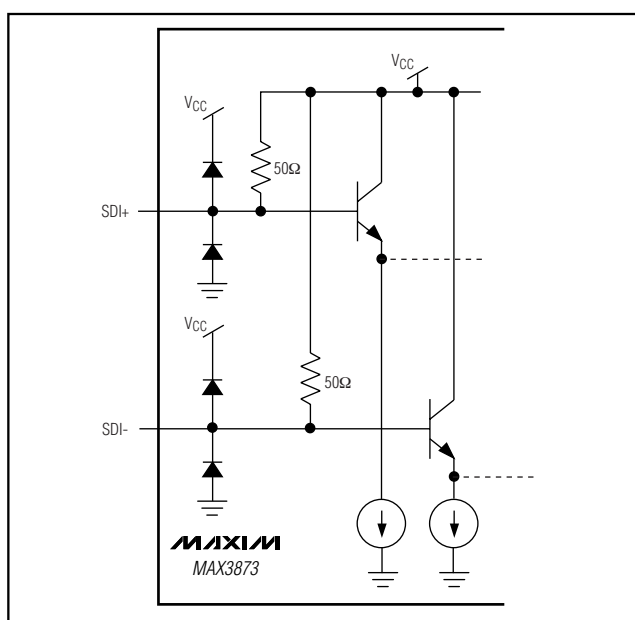 VCC
VCC
50Ω
SDI+
VCC
50Ω
SDI-
MAXIM
MAX3873